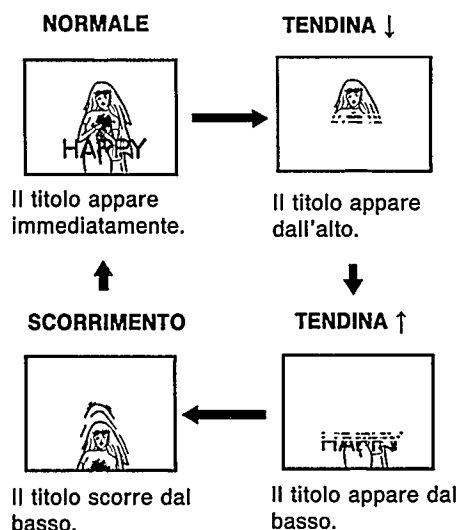 NORMALE
HAPPY
Il titolo appare
immediatamente.
TENDINA ↓
Il titolo appare
dall'alto.
TENDINA ↑
HAPPY
Il titolo appare dal
basso.
SCORRIMENTO
Il titolo scorre dal
basso.